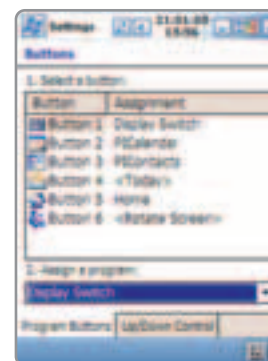 Settings
Buttons
1. Select a button:
Button Assignment
Button 1 Display Switch
Button 2 PICalendar
Button 3 PIContacts
Button 4 <Today>
Button 5 Home
Button 6 <Rotate Screen>
2. Assign a program:
Display Switch
Program Buttons Up/Down Control